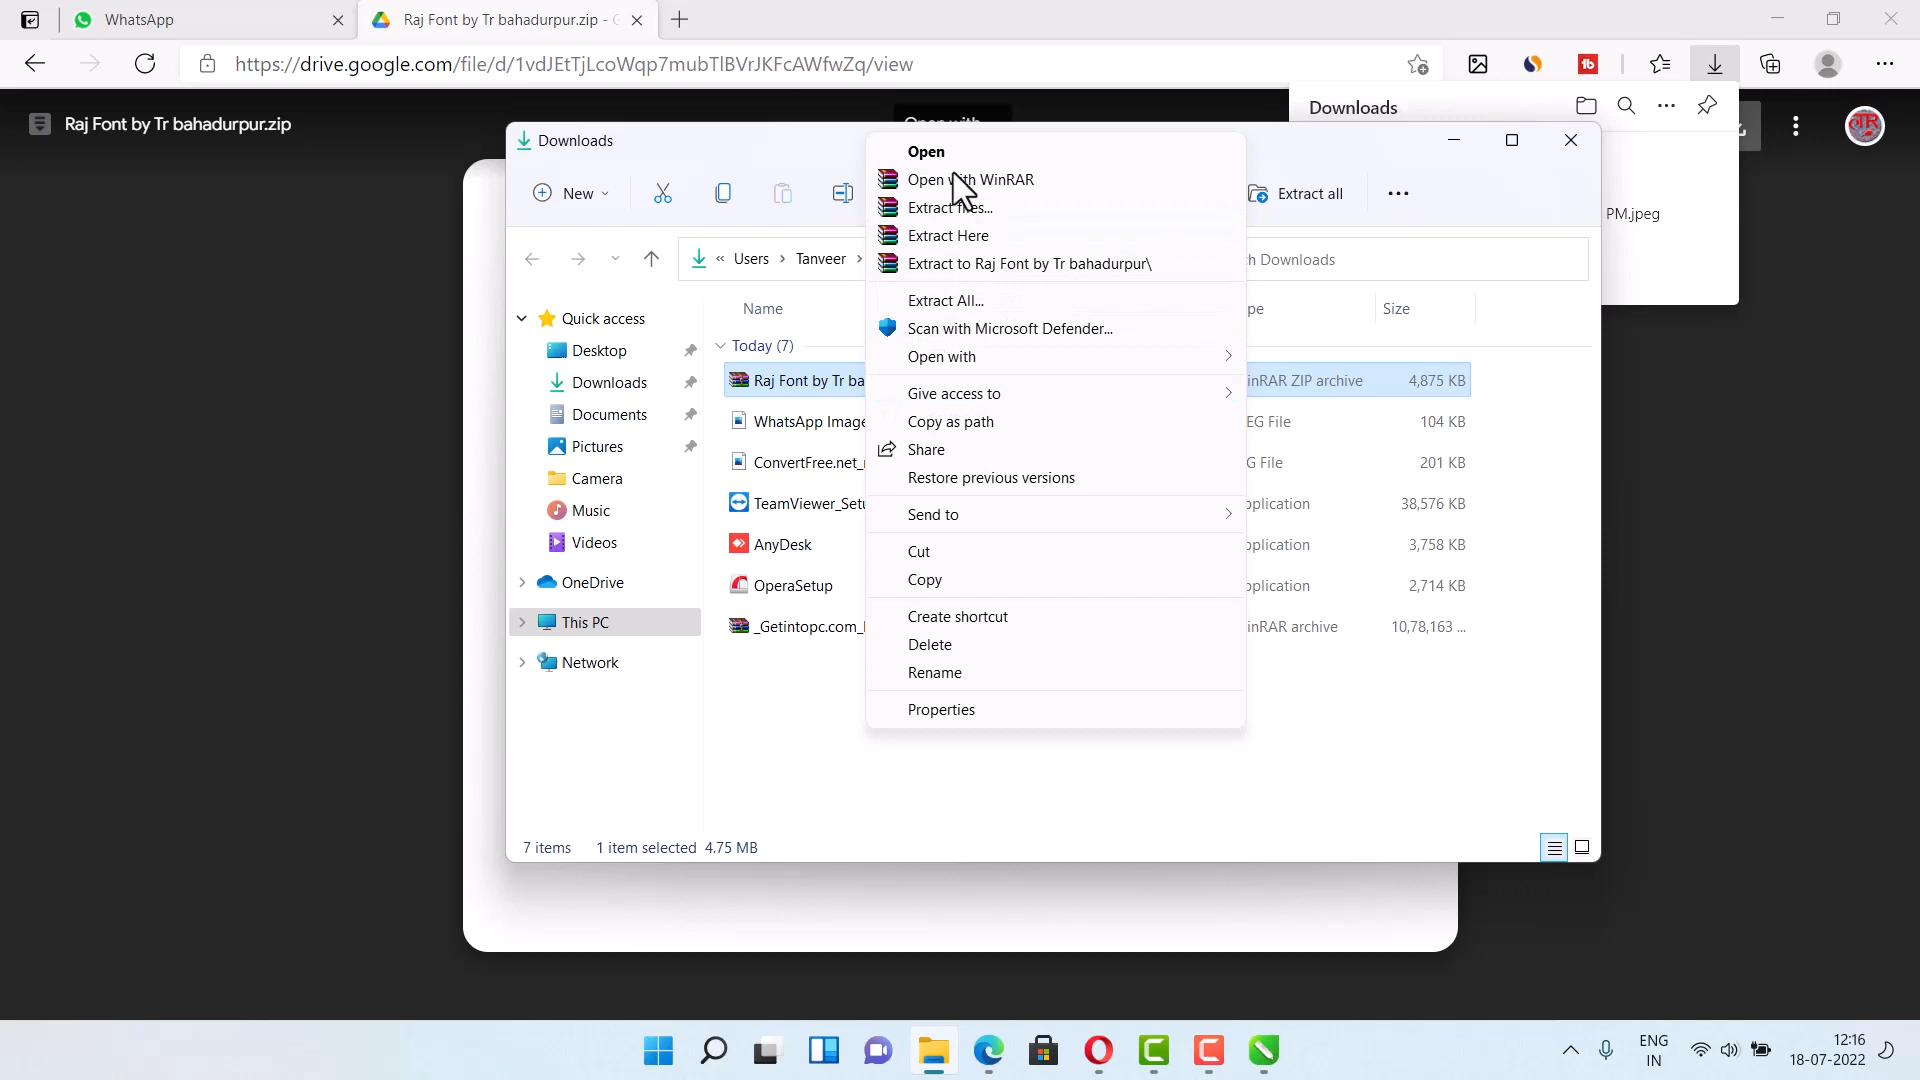 WhatsApp
Raj Font by Tr bahadurpur.zip -
https://drive.google.com/file/d/1vdJEtTjLcoWqp7mubTlBVrJKFcAWfwZq/view
Raj Font by Tr bahadurpur.zip
Open with
Downloads
PM.jpeg
Downloads
New
Extract all
« Users > Tanveer >
Downloads
Name
Size
Quick access
Desktop
Downloads
Documents
Pictures
Camera
Music
Videos
OneDrive
This PC
Network
Today (7)
Raj Font by Tr ba
inRAR ZIP archive
4,875 KB
WhatsApp Image
EG File
104 KB
ConvertFree.net_
G File
201 KB
TeamViewer_Setu
pplication
38,576 KB
AnyDesk
pplication
3,758 KB
OperaSetup
pplication
2,714 KB
_Getintopc.com_
inRAR archive
10,78,163 ...
Open
Open with WinRAR
Extract files...
Extract Here
Extract to Raj Font by Tr bahadurpur\
Extract All...
Scan with Microsoft Defender...
Open with
Give access to
Copy as path
Share
Restore previous versions
Send to
Cut
Copy
Create shortcut
Delete
Rename
Properties
7 items
1 item selected 4.75 MB
ENG
IN
12:16
18-07-2022